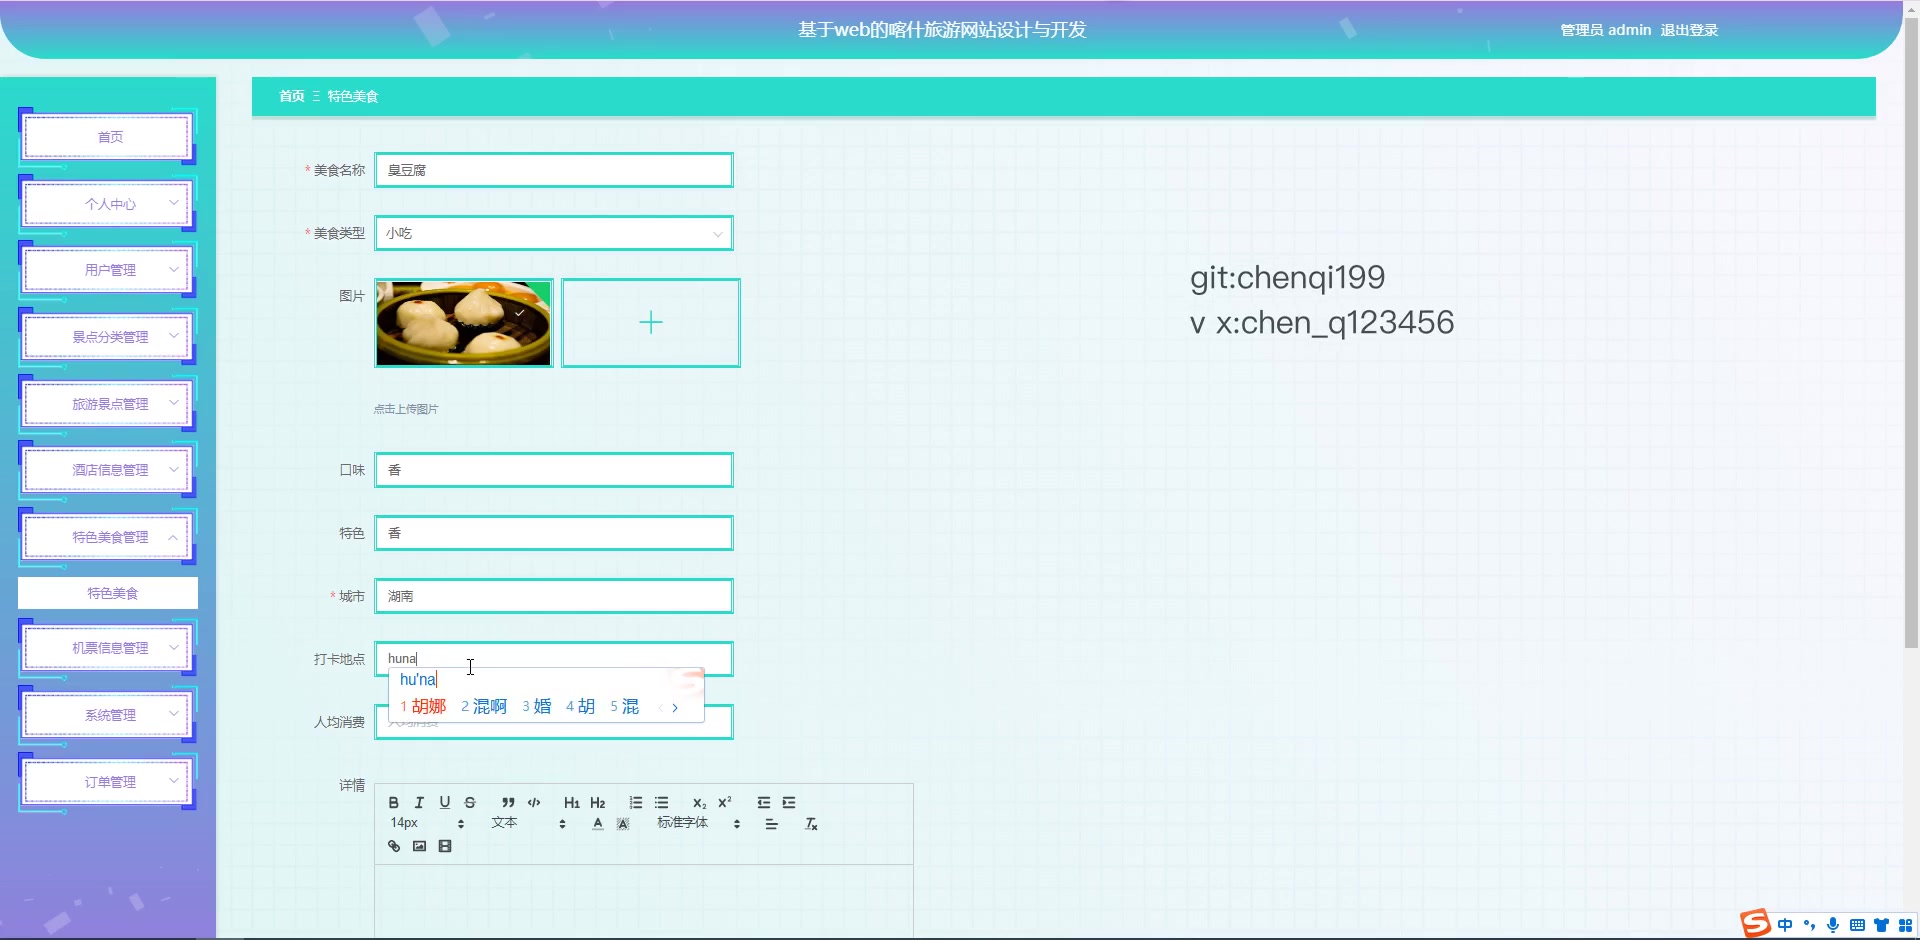 基于web的喀什旅游网站设计与开发
管理员 admin 退出登录
首页 Ξ 特色美食
首页
个人中心
用户管理
景点分类管理
旅游景点管理
酒店信息管理
特色美食管理
特色美食
机票信息管理
系统管理
订单管理
* 美食名称 臭豆腐
* 美食类型 小吃
图片
点击上传图片
口味 香
特色 香
* 城市 湖南
打卡地点 huna
hu'na
1 胡娜 2 混啊 3 婚 4 胡 5 混
人均消费 人均消费
详情
B I U S ” </> H1 H2 X2 X2
14px 文本 A A 标准字体 Tx
git:chenqi199
v x:chen_q123456
S 中